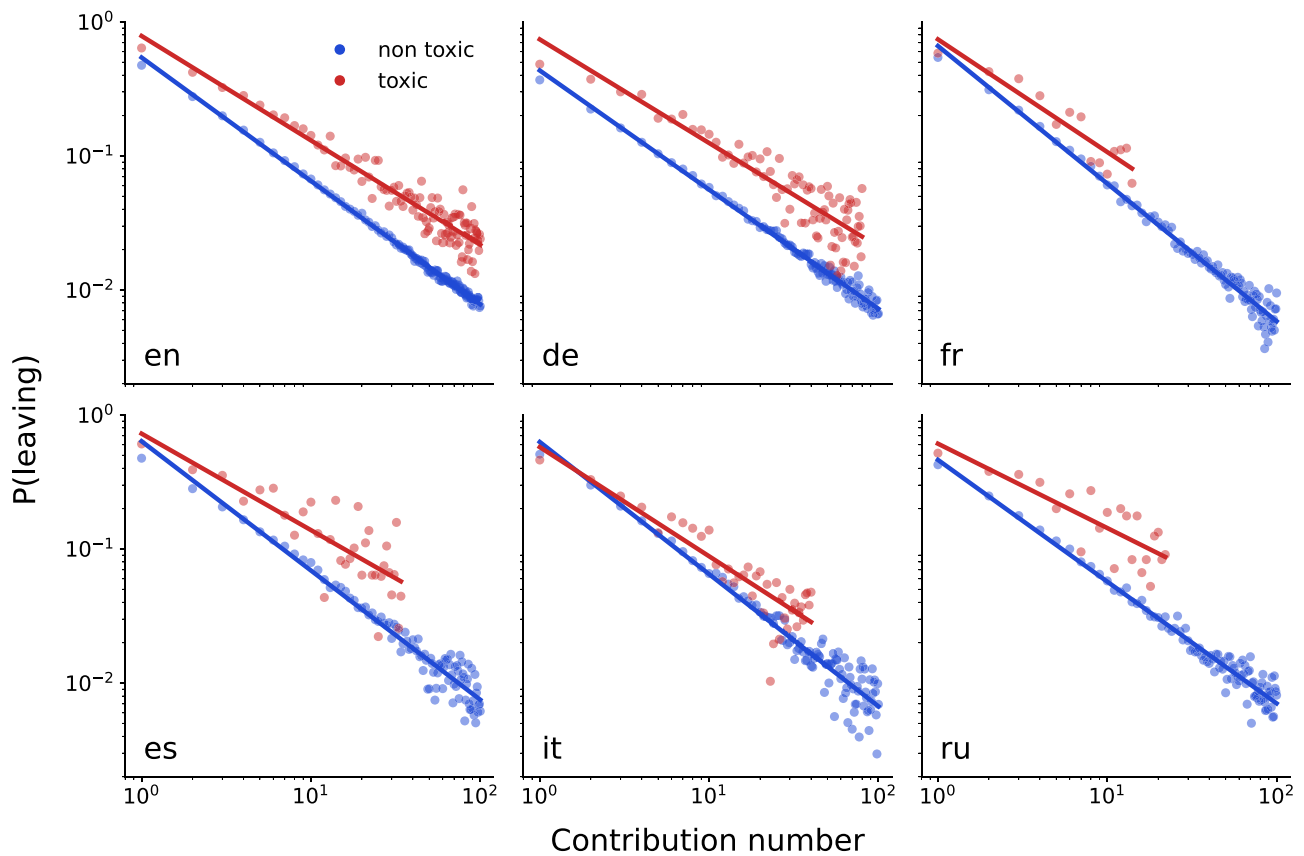 10⁰
non toxic
toxic
10⁻¹
10⁻²
en
de
fr
P(leaving)
10⁰
10⁻¹
10⁻²
es
it
ru
10⁰ 10¹ 10² 10⁰ 10¹ 10² 10⁰ 10¹ 10²
Contribution number